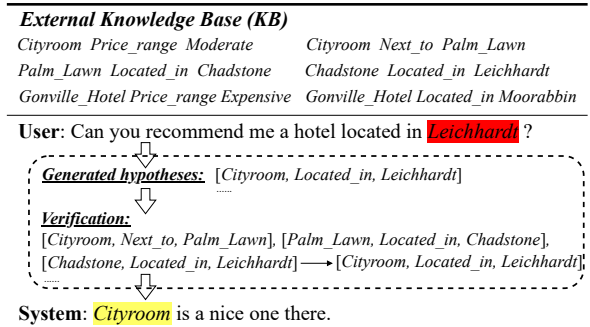 External Knowledge Base (KB)
Cityroom Price_range Moderate Cityroom Next_to Palm_Lawn
Palm_Lawn Located_in Chadstone Chadstone Located_in Leichhardt
Gonville_Hotel Price_range Expensive Gonville_Hotel Located_in Moorabbin
User: Can you recommend me a hotel located in Leichhardt ?
Generated hypotheses: [Cityroom, Located_in, Leichhardt]
......
Verification:
[Cityroom, Next_to, Palm_Lawn], [Palm_Lawn, Located_in, Chadstone],
[Chadstone, Located_in, Leichhardt] → [Cityroom, Located_in, Leichhardt]
......
System: Cityroom is a nice one there.